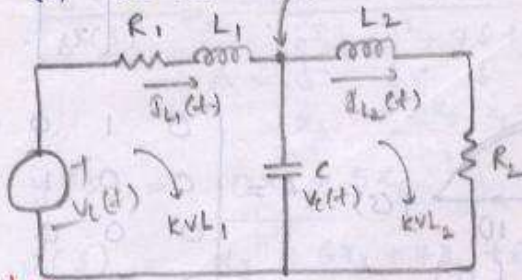 R1 L1 L2
iL1(t) iL2(t)
C
R2
Vc(t)
KVL1
KVL2